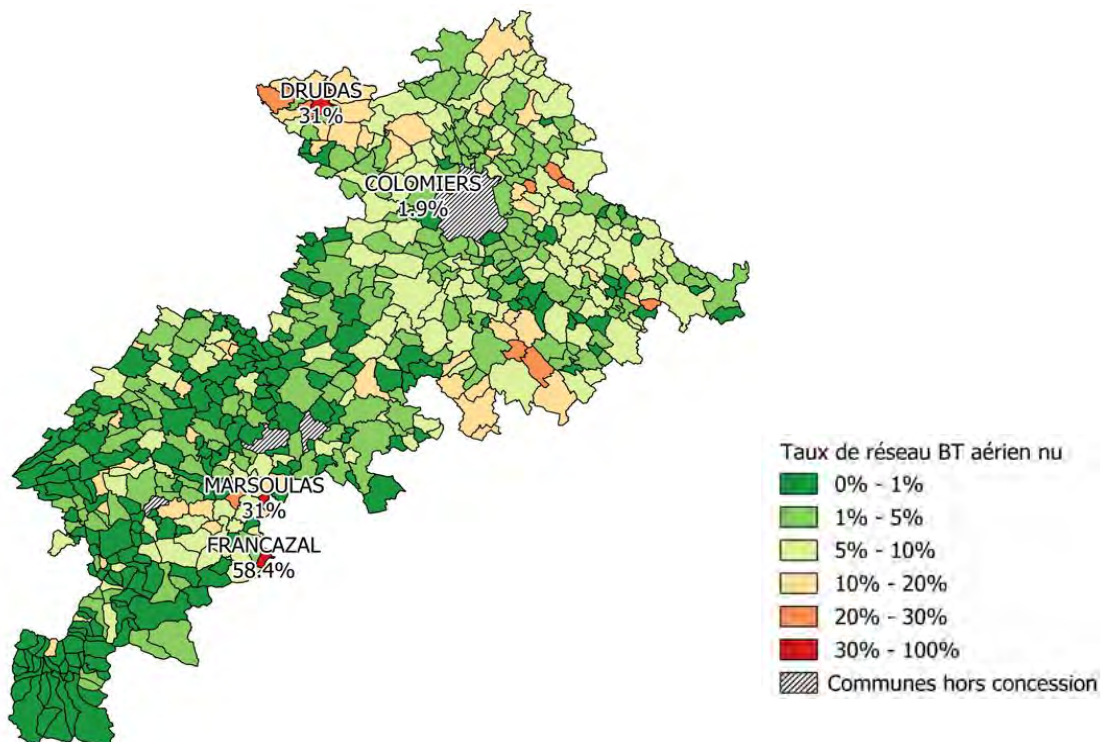 DRUDAS
31%
COLOMIERS
1.9%
MARSOULAS
31%
FRANCAZAL
58.4%
Taux de réseau BT aérien nu
0% - 1%
1% - 5%
5% - 10%
10% - 20%
20% - 30%
30% - 100%
Communes hors concession